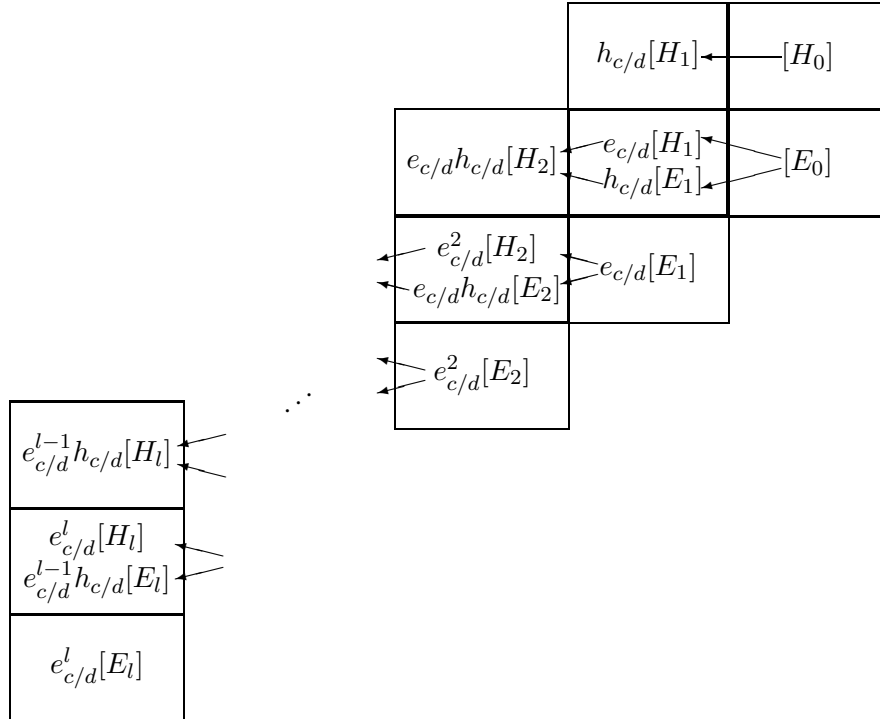 h_{c/d}[H_1] [H_0]
e_{c/d}h_{c/d}[H_2] e_{c/d}[H_1] [E_0]
h_{c/d}[E_1]
e^2_{c/d}[H_2] e_{c/d}[E_1]
e_{c/d}h_{c/d}[E_2]
e^2_{c/d}[E_2]
⋰
e^{l-1}_{c/d}h_{c/d}[H_l]
e^l_{c/d}[H_l]
e^{l-1}_{c/d}h_{c/d}[E_l]
e^l_{c/d}[E_l]